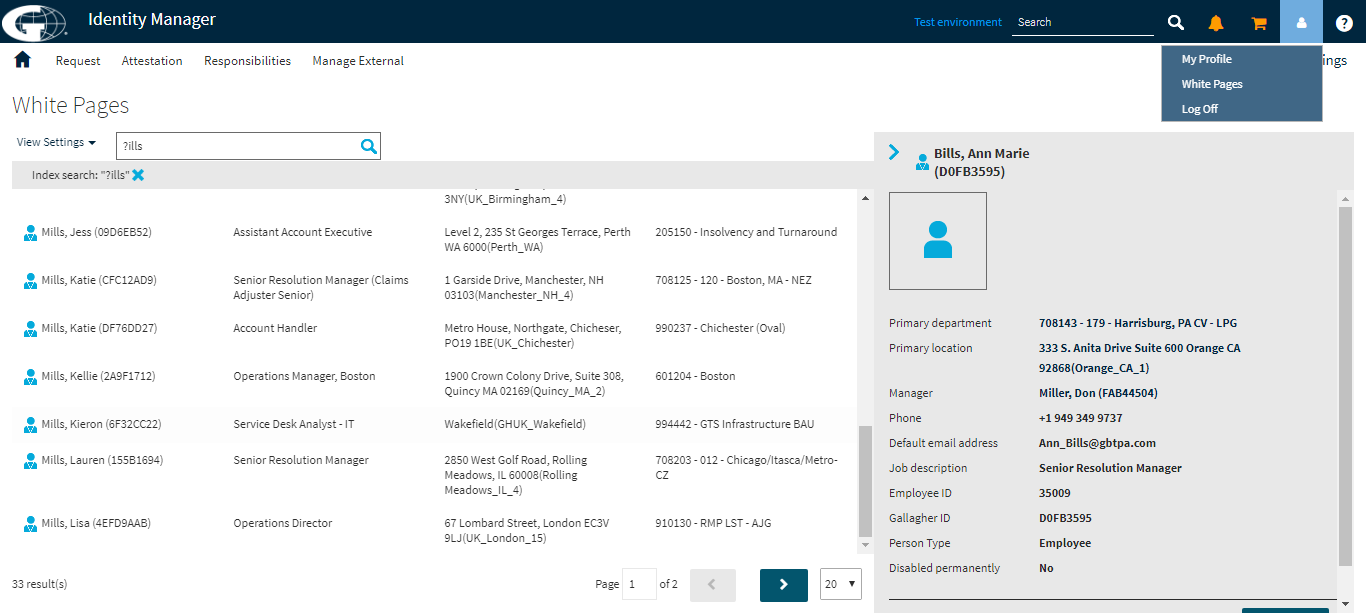 Identity Manager
Test environment
Search
Request
Attestation
Responsibilities
Manage External
ings
My Profile
White Pages
Log Off
White Pages
View Settings
?ills
Index search: "?ills"
3NY(UK_Birmingham_4)
Mills, Jess (09D6EB52)
Assistant Account Executive
Level 2, 235 St Georges Terrace, Perth
WA 6000(Perth_WA)
205150 - Insolvency and Turnaround
Mills, Katie (CFC12AD9)
Senior Resolution Manager (Claims
Adjuster Senior)
1 Garside Drive, Manchester, NH
03103(Manchester_NH_4)
708125 - 120 - Boston, MA - NEZ
Mills, Katie (DF76DD27)
Account Handler
Metro House, Northgate, Chicheser,
PO19 1BE(UK_Chichester)
990237 - Chichester (Oval)
Mills, Kellie (2A9F1712)
Operations Manager, Boston
1900 Crown Colony Drive, Suite 308,
Quincy MA 02169(Quincy_MA_2)
601204 - Boston
Mills, Kieron (6F32CC22)
Service Desk Analyst - IT
Wakefield(GHUK_Wakefield)
994442 - GTS Infrastructure BAU
Mills, Lauren (155B1694)
Senior Resolution Manager
2850 West Golf Road, Rolling
Meadows, IL 60008(Rolling
Meadows_IL_4)
708203 - 012 - Chicago/Itasca/Metro-
CZ
Mills, Lisa (4EFD9AAB)
Operations Director
67 Lombard Street, London EC3V
9LJ(UK_London_15)
910130 - RMP LST - AJG
33 result(s)
Page 1 of 2
20
Bills, Ann Marie
(D0FB3595)
Primary department
708143 - 179 - Harrisburg, PA CV - LPG
Primary location
333 S. Anita Drive Suite 600 Orange CA
92868(Orange_CA_1)
Manager
Miller, Don (FAB44504)
Phone
+1 949 349 9737
Default email address
Ann_Bills@gbtpa.com
Job description
Senior Resolution Manager
Employee ID
35009
Gallagher ID
D0FB3595
Person Type
Employee
Disabled permanently
No